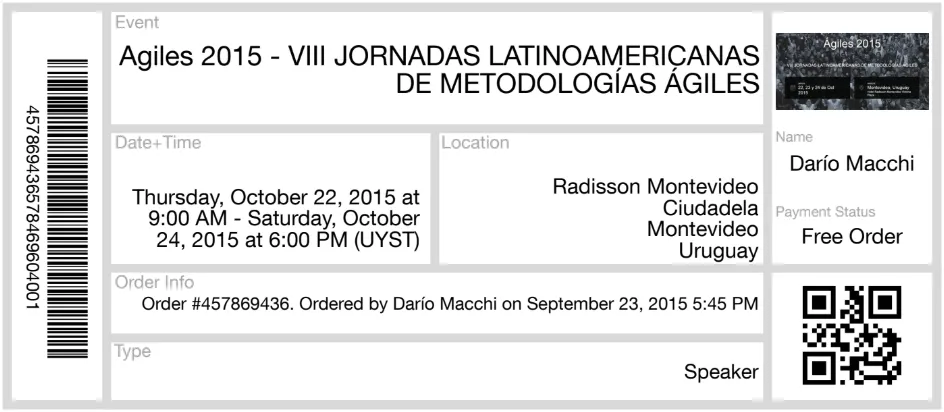 457869436578469604001
Event
Agiles 2015 - VIII JORNADAS LATINOAMERICANAS
DE METODOLOGÍAS ÁGILES
Date+Time
Thursday, October 22, 2015 at
9:00 AM - Saturday, October
24, 2015 at 6:00 PM (UYST)
Location
Radisson Montevideo
Ciudadela
Montevideo
Uruguay
Order Info
Order #457869436. Ordered by Darío Macchi on September 23, 2015 5:45 PM
Type
Speaker
Ágiles 2015
VIII JORNADAS LATINOAMERICANAS DE METODOLOGÍAS ÁGILES
22, 23 y 24 de Oct
2015
Montevideo, Uruguay
Name
Darío Macchi
Payment Status
Free Order